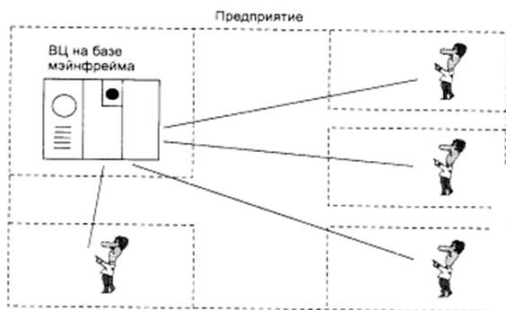 Предприятие
ВЦ на базе
мэйнфрейма